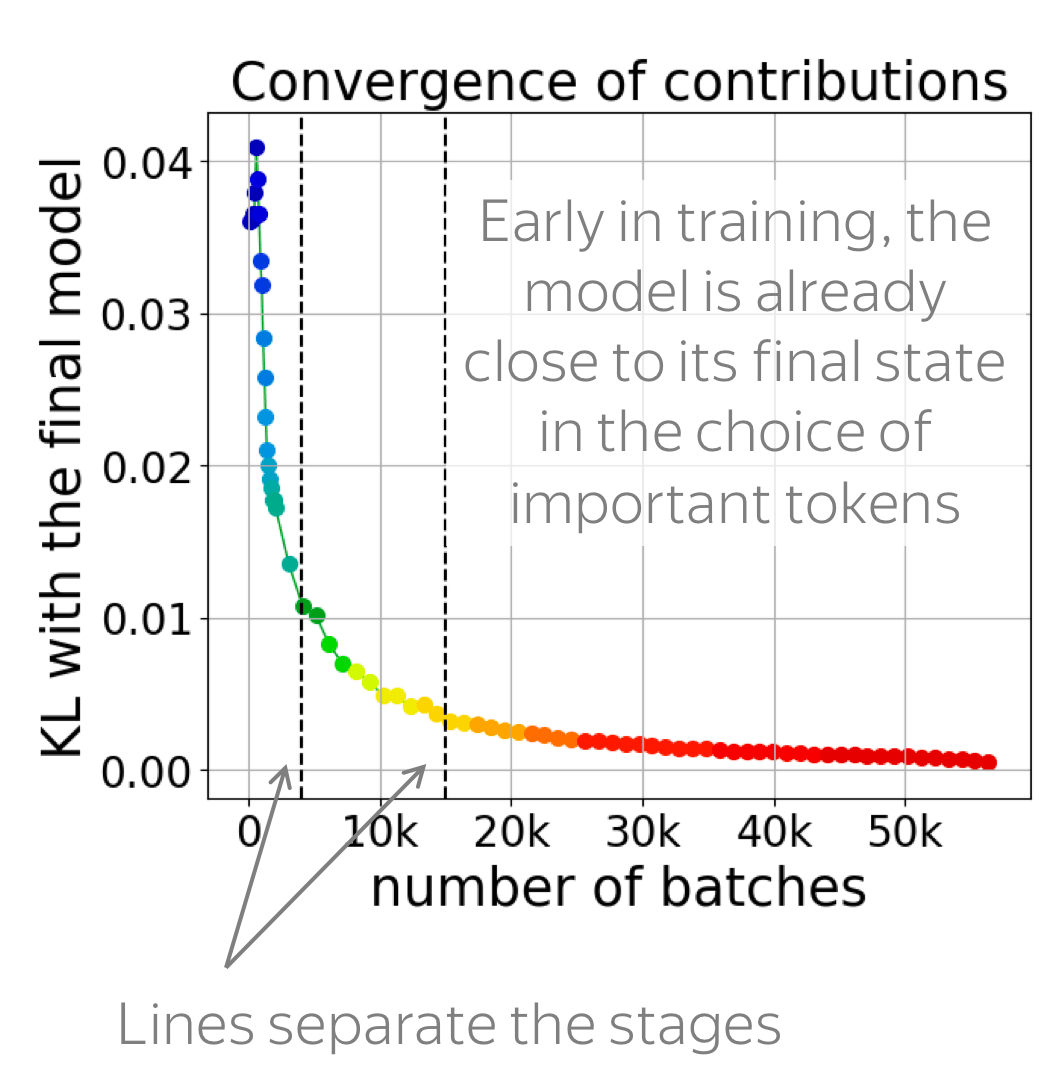 Convergence of contributions
KL with the final model
0.04
0.03
0.02
0.01
0.00
Early in training, the
model is already
close to its final state
in the choice of
important tokens
0 10k 20k 30k 40k 50k
number of batches
Lines separate the stages